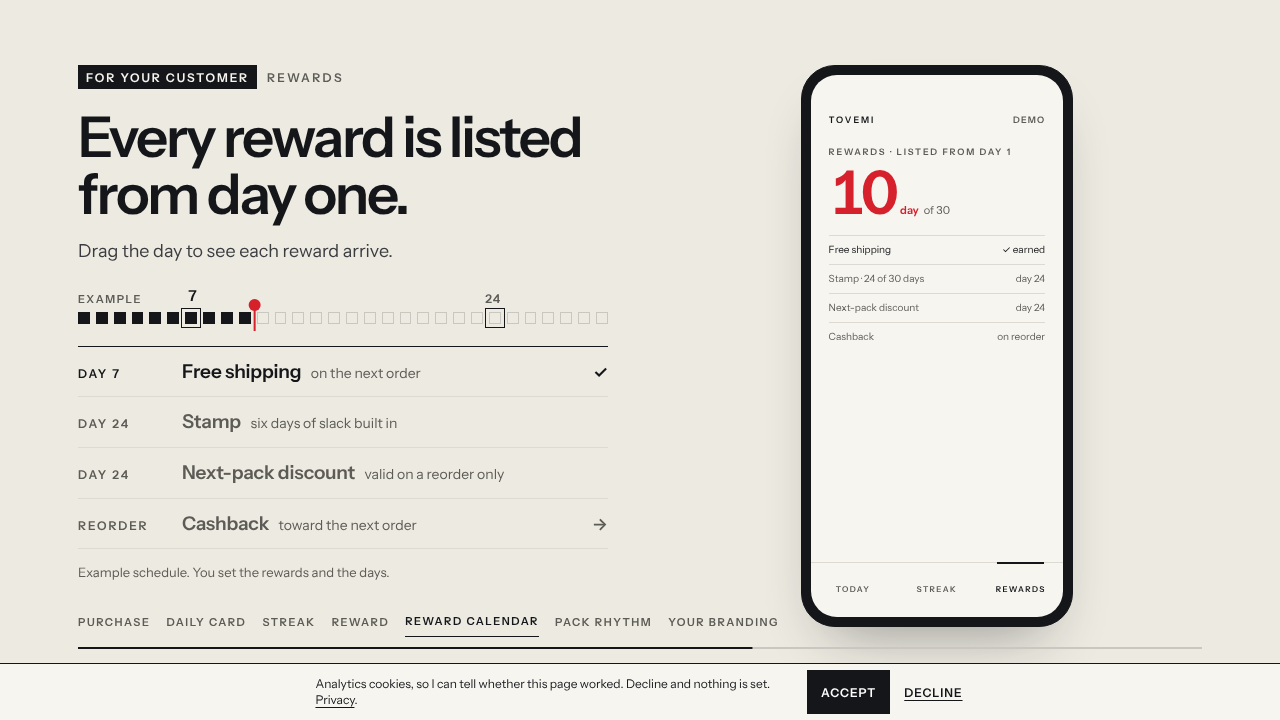 FOR YOUR CUSTOMER REWARDS
Every reward is listed
from day one.
Drag the day to see each reward arrive.
EXAMPLE 7 24
DAY 7 Free shipping on the next order ✓
DAY 24 Stamp six days of slack built in
DAY 24 Next-pack discount valid on a reorder only
REORDER Cashback toward the next order →
Example schedule. You set the rewards and the days.
PURCHASE DAILY CARD STREAK REWARD REWARD CALENDAR PACK RHYTHM YOUR BRANDING
TOVEMI DEMO
REWARDS · LISTED FROM DAY 1
10 day of 30
Free shipping ✓ earned
Stamp · 24 of 30 days day 24
Next-pack discount day 24
Cashback on reorder
TODAY STREAK REWARDS
Analytics cookies, so I can tell whether this page worked. Decline and nothing is set.
Privacy.
ACCEPT DECLINE